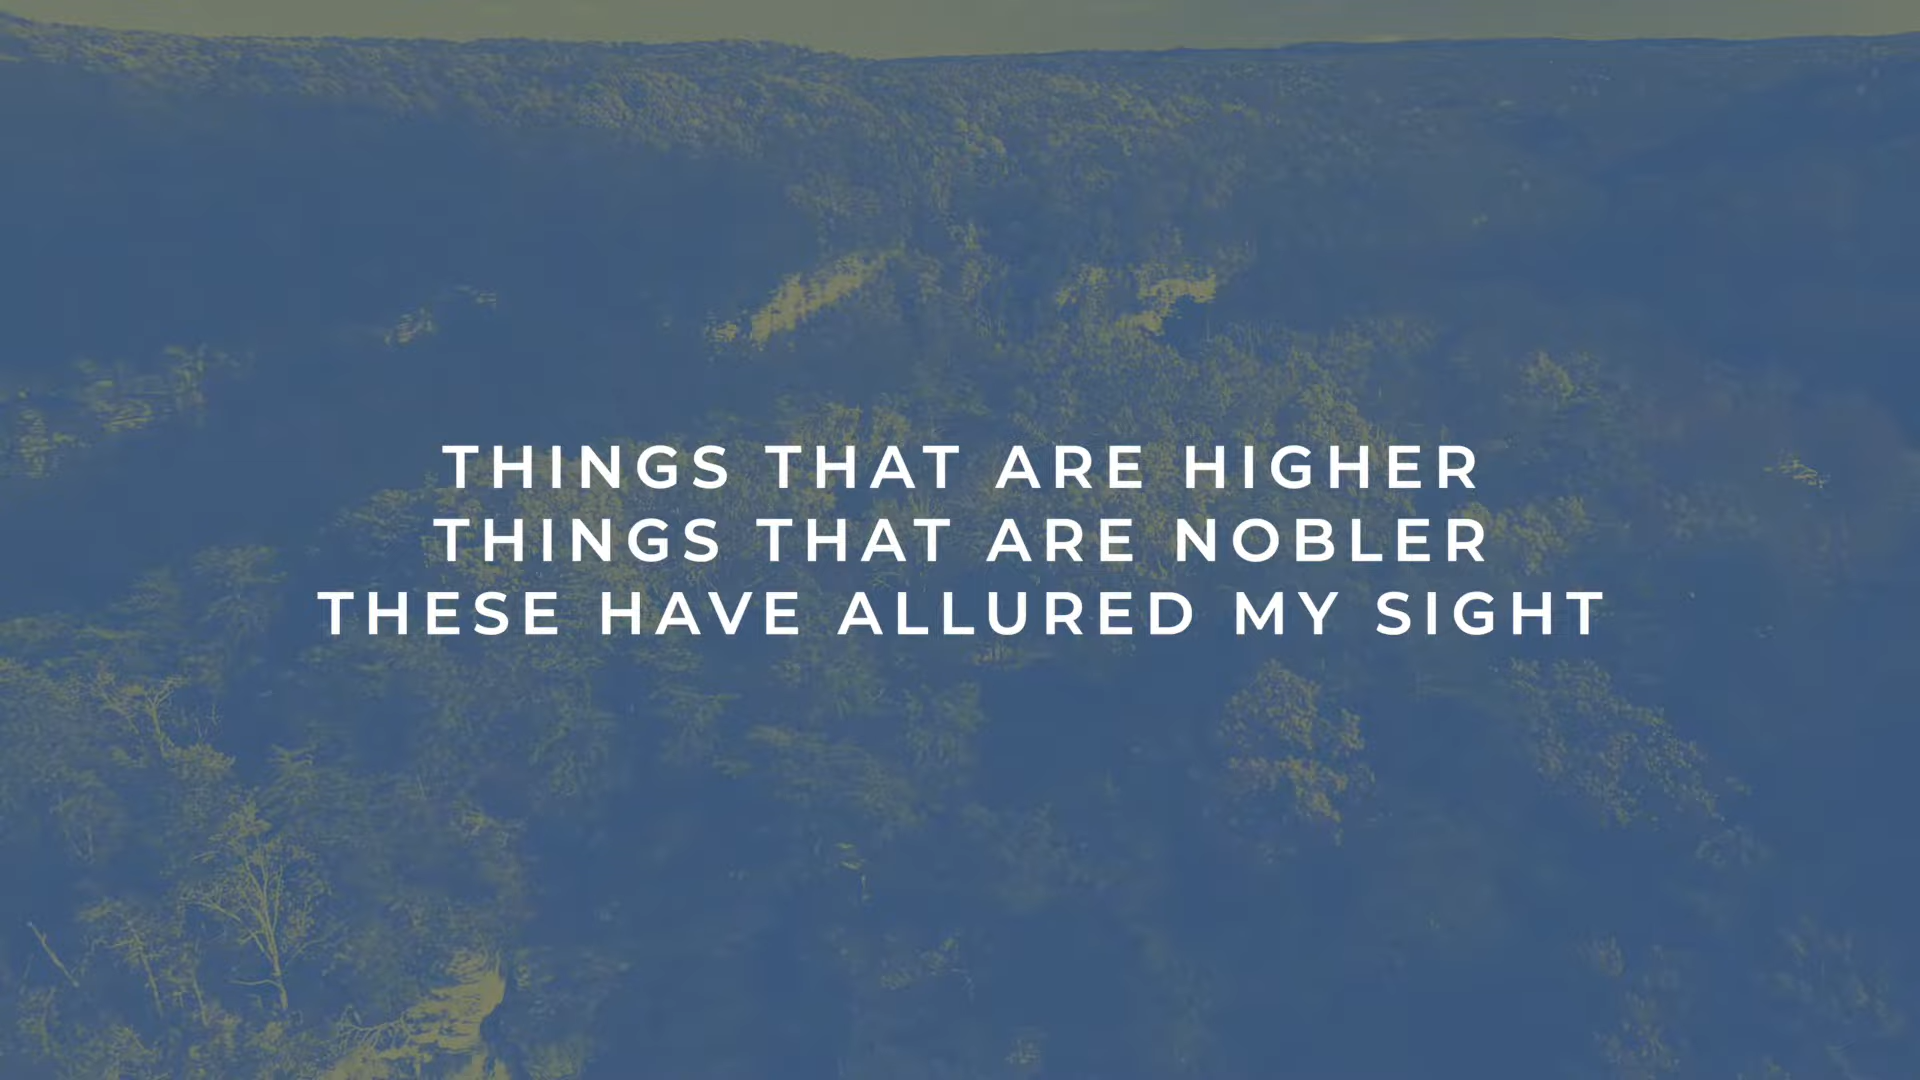 THINGS THAT ARE HIGHER
THINGS THAT ARE NOBLER
THESE HAVE ALLURED MY SIGHT